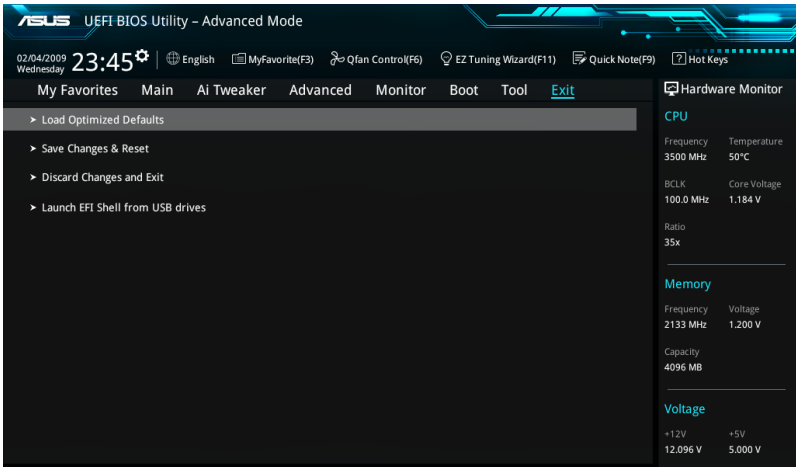 ASUS UEFI BIOS Utility – Advanced Mode
02/04/2009
Wednesday
23:45
English
MyFavorite(F3)
Qfan Control(F6)
EZ Tuning Wizard(F11)
Quick Note(F9)
? Hot Keys
My Favorites Main Ai Tweaker Advanced Monitor Boot Tool Exit
Hardware Monitor
> Load Optimized Defaults
> Save Changes & Reset
> Discard Changes and Exit
> Launch EFI Shell from USB drives
CPU
Frequency Temperature
3500 MHz 50°C
BCLK Core Voltage
100.0 MHz 1.184 V
Ratio
35x
Memory
Frequency Voltage
2133 MHz 1.200 V
Capacity
4096 MB
Voltage
+12V +5V
12.096 V 5.000 V